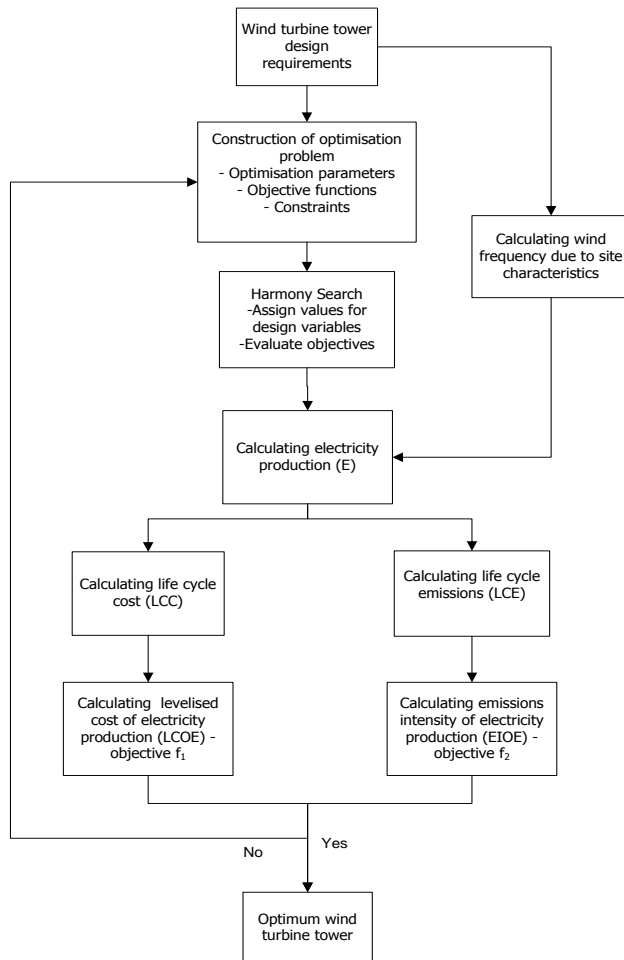 Wind turbine tower
design
requirements
Construction of optimisation
problem
- Optimisation parameters
- Objective functions
- Constraints
Calculating wind
frequency due to site
characteristics
Harmony Search
-Assign values for
design variables
-Evaluate objectives
Calculating electricity
production (E)
Calculating life cycle
cost (LCC)
Calculating life cycle
emissions (LCE)
Calculating levelised
cost of electricity
production (LCOE) -
objective f₁
Calculating emissions
intensity of electricity
production (EIOE) -
objective f₂
No
Yes
Optimum wind
turbine tower